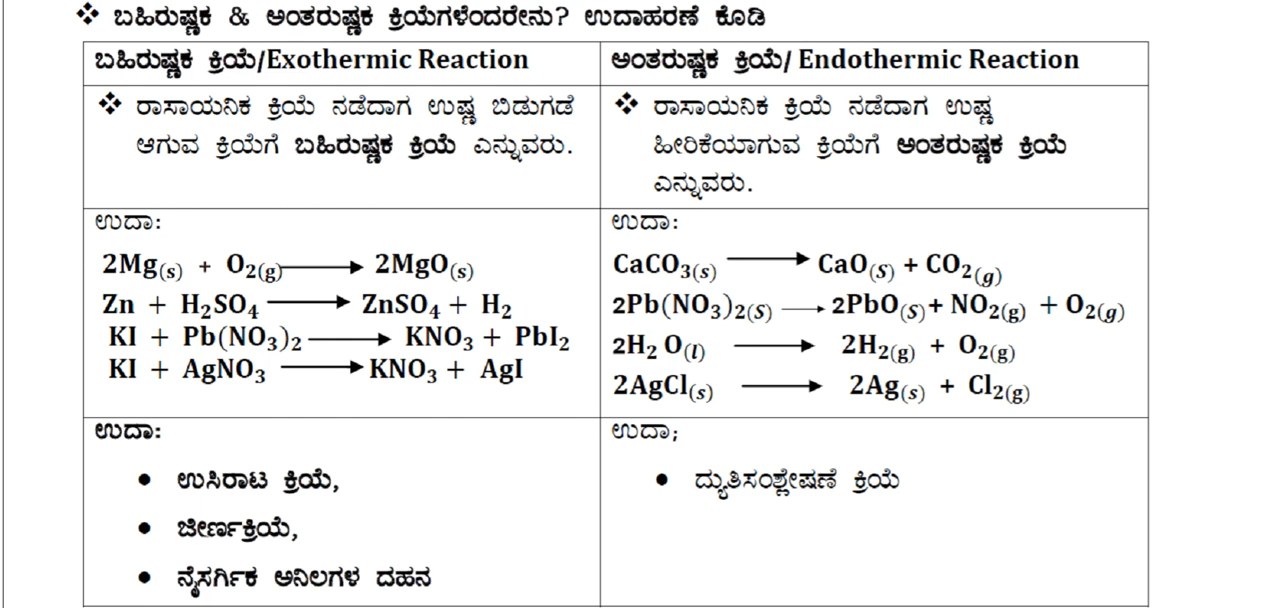 ❖ ಬಹಿರುಷ್ಣಕ & ಅಂತರುಷ್ಣಕ ಕ್ರಿಯೆಗಳೆಂದರೇನು? ಉದಾಹರಣೆ ಕೊಡಿ
ಬಹಿರುಷ್ಣಕ ಕ್ರಿಯೆ/Exothermic Reaction
❖ ರಾಸಾಯನಿಕ ಕ್ರಿಯೆ ನಡೆದಾಗ ಉಷ್ಣ ಬಿಡುಗಡೆ
ಆಗುವ ಕ್ರಿಯೆಗೆ ಬಹಿರುಷ್ಣಕ ಕ್ರಿಯೆ ಎನ್ನುವರು.
ಅಂತರುಷ್ಣಕ ಕ್ರಿಯೆ/ Endothermic Reaction
❖ ರಾಸಾಯನಿಕ ಕ್ರಿಯೆ ನಡೆದಾಗ ಉಷ್ಣ
ಹೀರಿಕೆಯಾಗುವ ಕ್ರಿಯೆಗೆ ಅಂತರುಷ್ಣಕ ಕ್ರಿಯೆ
ಎನ್ನುವರು.
ಉದಾ:
2Mg(s) + O2(g) ⟶ 2MgO(s)
Zn + H2SO4 ⟶ ZnSO4 + H2
KI + Pb(NO3)2 ⟶ KNO3 + PbI2
KI + AgNO3 ⟶ KNO3 + AgI
ಉದಾ:
CaCO3(s) ⟶ CaO(S) + CO2(g)
2Pb(NO3)2(S) ⟶ 2PbO(S)+ NO2(g) + O2(g)
2H2 O(l) ⟶ 2H2(g) + O2(g)
2AgCl(s) ⟶ 2Ag(s) + Cl2(g)
ಉದಾ:
• ಉಸಿರಾಟ ಕ್ರಿಯೆ,
• ಜೀರ್ಣಕ್ರಿಯೆ,
• ನೈಸರ್ಗಿಕ ಅನಿಲಗಳ ದಹನ
ಉದಾ;
• ದ್ಯುತಿಸಂಶ್ಲೇಷಣೆ ಕ್ರಿಯೆ